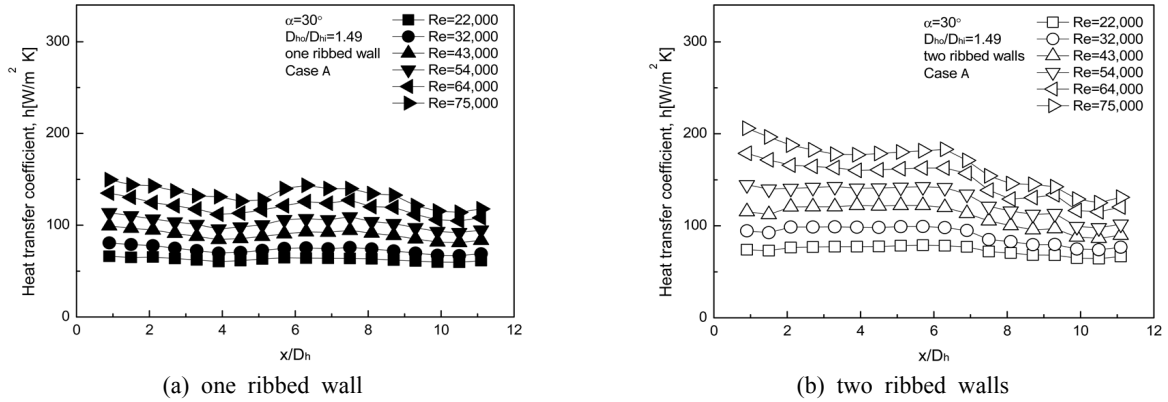 α=30°
Dho/Dhi=1.49
one ribbed wall
Case A
Re=22,000
Re=32,000
Re=43,000
Re=54,000
Re=64,000
Re=75,000
Heat transfer coefficient, h[W/m² K]
300
200
100
0
0 2 4 6 8 10 12
x/Dh
(a) one ribbed wall
α=30°
Dho/Dhi=1.49
two ribbed walls
Case A
Re=22,000
Re=32,000
Re=43,000
Re=54,000
Re=64,000
Re=75,000
Heat transfer coefficient, h[W/m² K]
300
200
100
0
0 2 4 6 8 10 12
x/Dh
(b) two ribbed walls